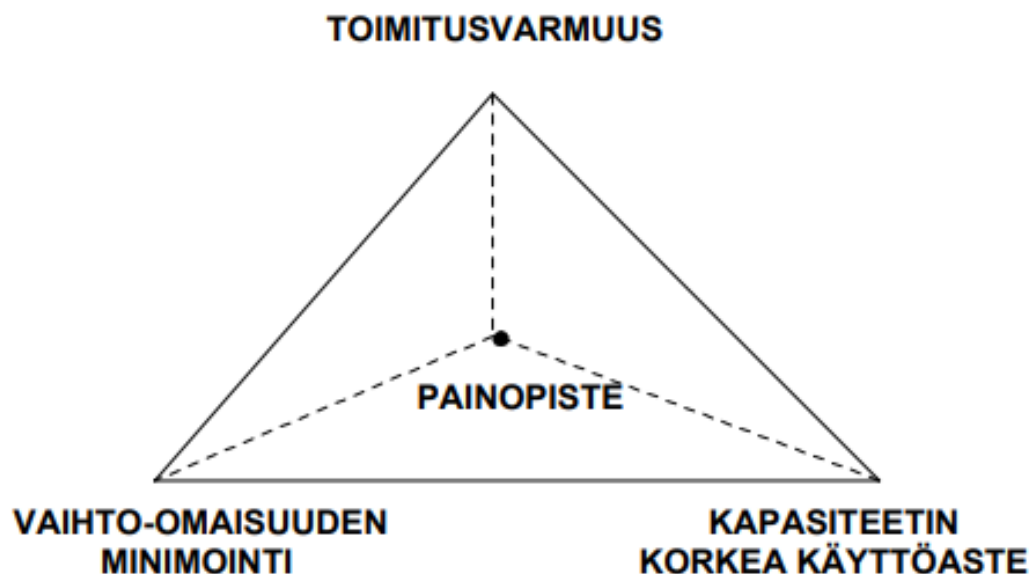 TOIMITUSVARMUUS
PAINOPISTE
VAIHTO-OMAISUUDEN
MINIMOINTI
KAPASITEETIN
KORKEA KÄYTTÖASTE